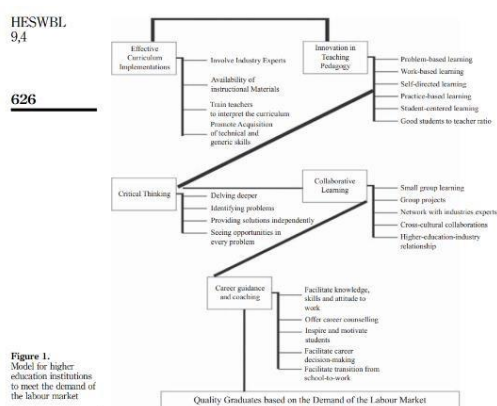 HESWBL
9,4
626
Effective
Curriculum
Implementations
Involve Industry Experts
Availability of
instructional Materials
Train teachers
to interpret the curriculum
Promote Acquisition
of technical and
generic skills
Innovation in
Teaching
Pedagogy
Problem-based learning
Work-based learning
Self-directed learning
Practice-based learning
Student-centered learning
Good students to teacher ratio
Critical Thinking
Delving deeper
Identifying problems
Providing solutions independently
Seeing opportunities in
every problem
Collaborative
Learning
Small group learning
Group projects
Network with industries experts
Cross-cultural collaborations
Higher-education-industry
relationship
Career guidance
and coaching
Facilitate knowledge,
skills and attitude to
work
Offer career counselling
Inspire and motivate
students
Facilitate career
decision-making
Facilitate transition from
school-to-work
Quality Graduates based on the Demand of the Labour Market
Figure 1.
Model for higher
education institutions
to meet the demand of
the labour market